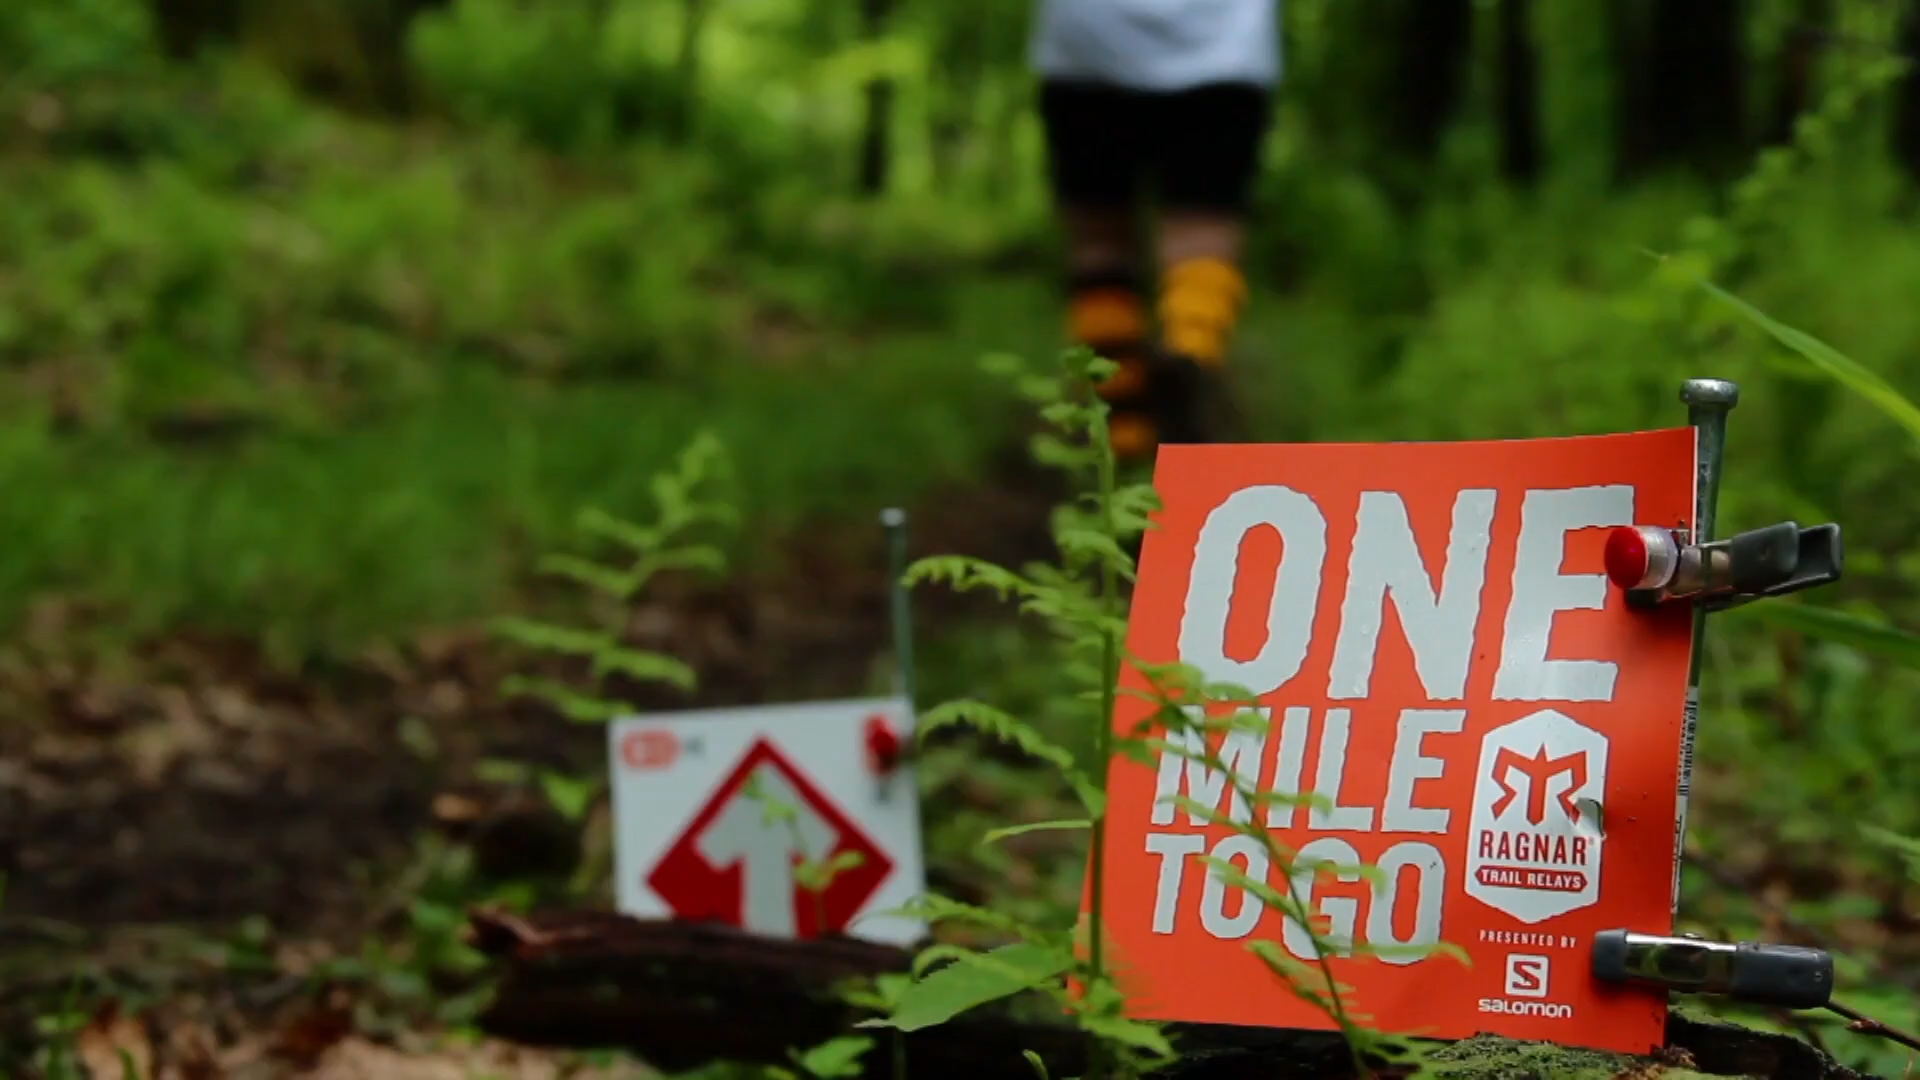 ONE
MILE
TO GO
RAGNAR
TRAIL RELAYS
PRESENTED BY
S
salomon